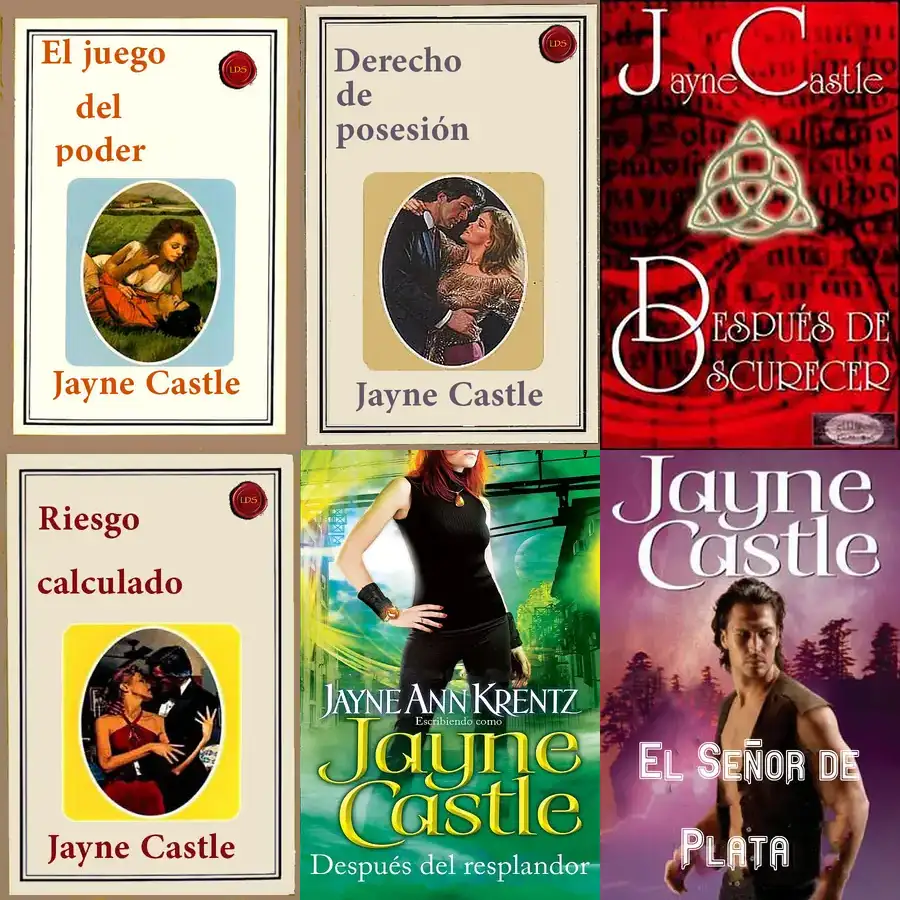 El juego
del
poder
LDS
Jayne Castle
Derecho
de
posesión
LDS
Jayne Castle
Jayne Castle
Después de
Oscurecer
Riesgo
calculado
LDS
Jayne Castle
Jayne Ann Krentz
Escribiendo como
Jayne
Castle
Después del resplandor
Jayne
Castle
El Señor de
Plata